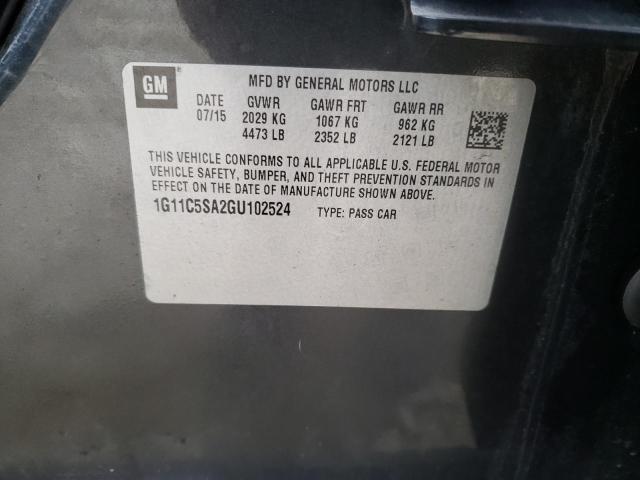 GM MFD BY GENERAL MOTORS LLC
DATE GVWR GAWR FRT GAWR RR
07/15 2029 KG 1067 KG 962 KG
4473 LB 2352 LB 2121 LB
THIS VEHICLE CONFORMS TO ALL APPLICABLE U.S. FEDERAL MOTOR
VEHICLE SAFETY, BUMPER, AND THEFT PREVENTION STANDARDS IN
EFFECT ON THE DATE OF MANUFACTURE SHOWN ABOVE.
1G11C5SA2GU102524 TYPE: PASS CAR